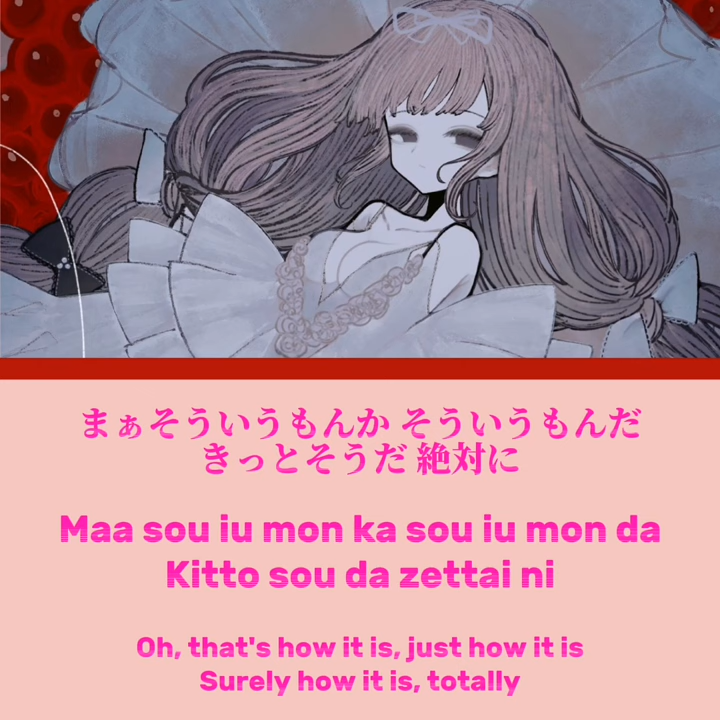 まぁそういうもんか そういうもんだ
きっとそうだ 絶対に
Maa sou iu mon ka sou iu mon da
Kitto sou da zettai ni
Oh, that's how it is, just how it is
Surely how it is, totally